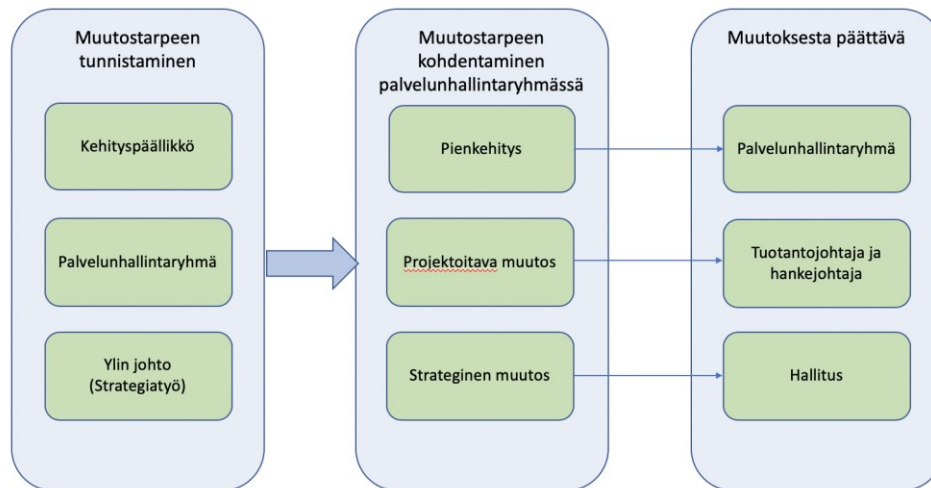 Muutostarpeen
tunnistaminen
Kehityspäällikkö
Palvelunhallintaryhmä
Ylin johto
(Strategiatyö)
Muutostarpeen
kohdentaminen
palvelunhallintaryhmässä
Pienkehitys
Projektoitava muutos
Strateginen muutos
Muutoksesta päättävä
Palvelunhallintaryhmä
Tuotantojohtaja ja
hankejohtaja
Hallitus